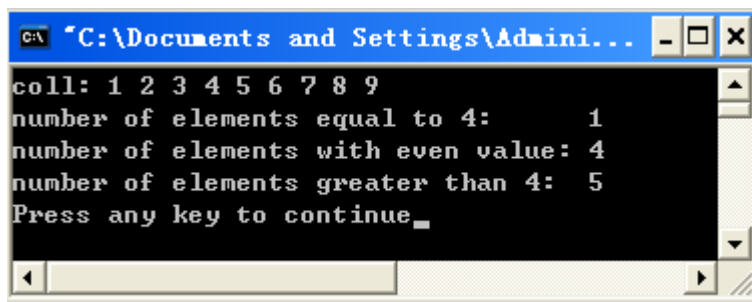 "C:\Documents and Settings\Admini...
coll: 1 2 3 4 5 6 7 8 9
number of elements equal to 4:      1
number of elements with even value: 4
number of elements greater than 4:  5
Press any key to continue_